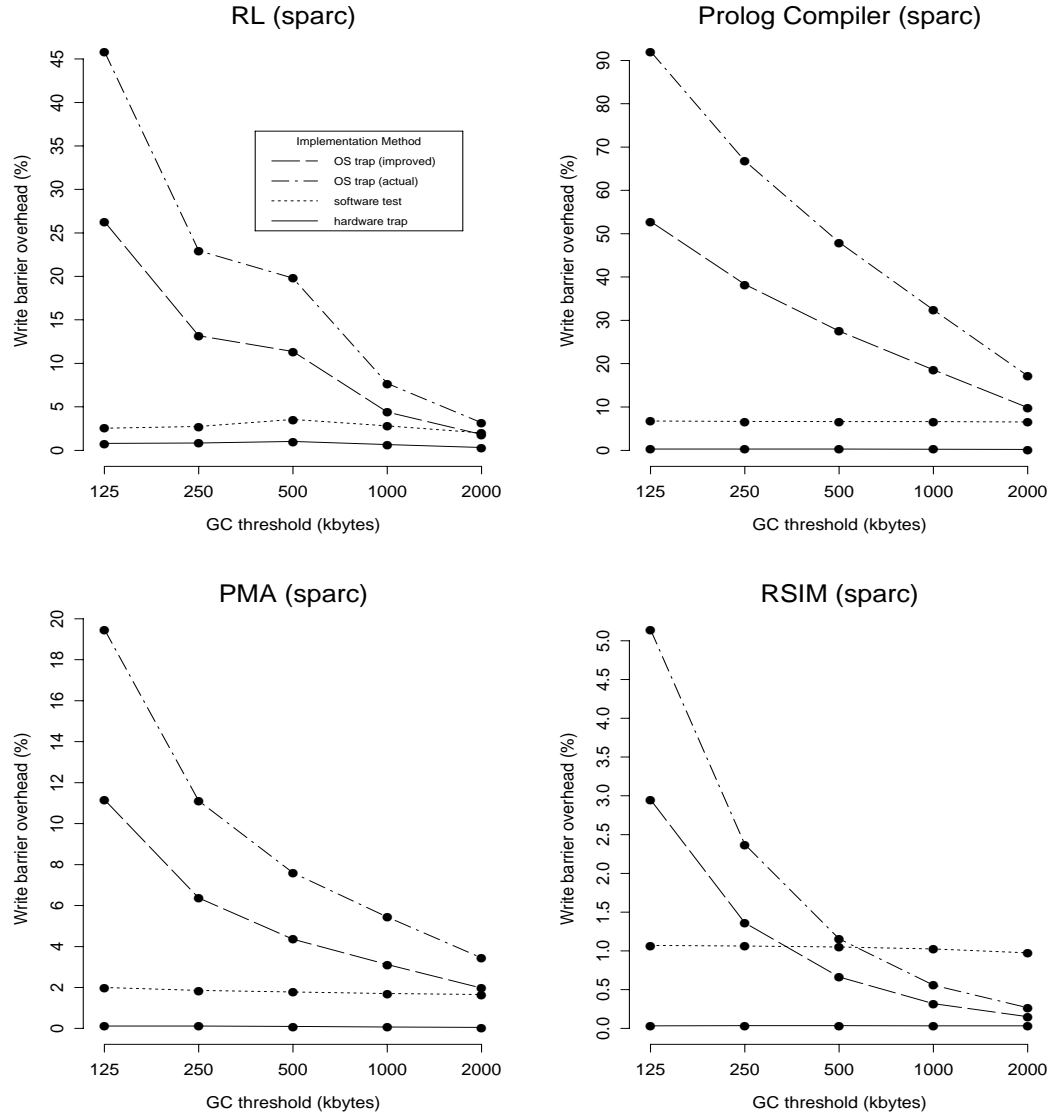 RL (sparc)
Write barrier overhead (%)
45
40
35
30
25
20
15
10
5
0
Implementation Method
OS trap (improved)
OS trap (actual)
software test
hardware trap
125 250 500 1000 2000
GC threshold (kbytes)
Prolog Compiler (sparc)
Write barrier overhead (%)
90
80
70
60
50
40
30
20
10
0
125 250 500 1000 2000
GC threshold (kbytes)
PMA (sparc)
Write barrier overhead (%)
20
18
16
14
12
10
8
6
4
2
0
125 250 500 1000 2000
GC threshold (kbytes)
RSIM (sparc)
Write barrier overhead (%)
5.0
4.5
4.0
3.5
3.0
2.5
2.0
1.5
1.0
0.5
0.0
125 250 500 1000 2000
GC threshold (kbytes)